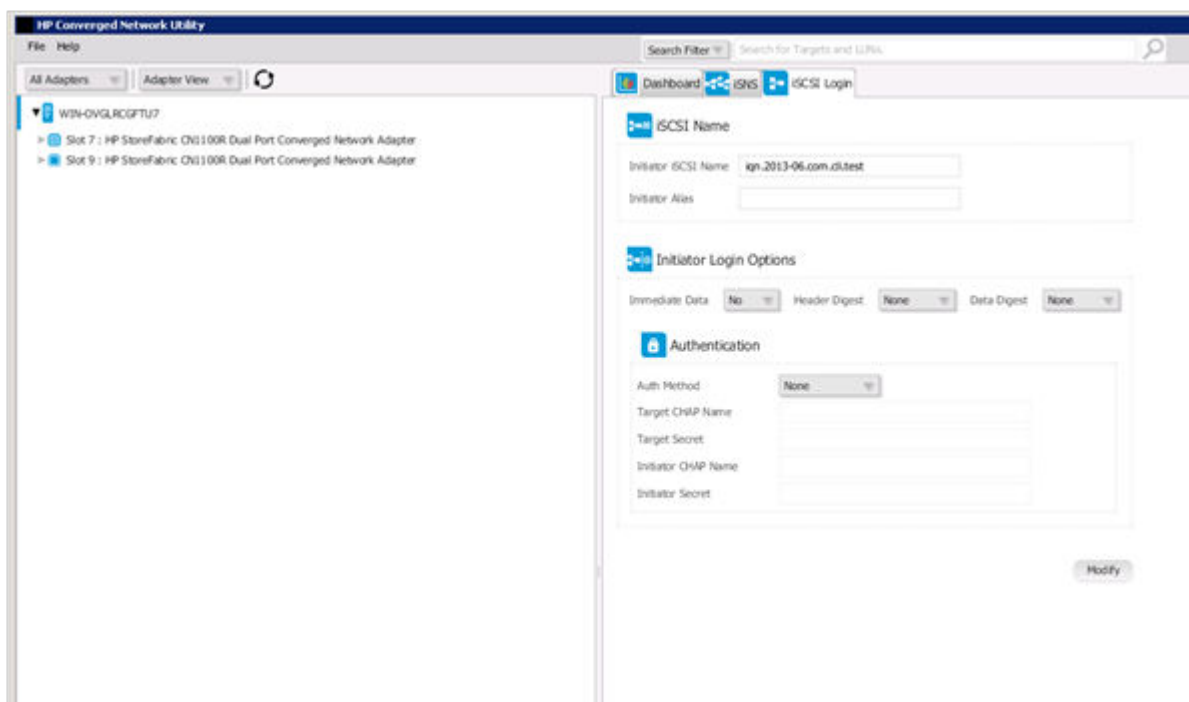 HP Converged Network Utility
File Help
Search Filter Search for Targets and LUNs.
All Adapters Adapter View
Dashboard iSNS iSCSI Login
WIN-OVGLRCGFTU7
Slot 7 : HP StoreFabric CN1100R Dual Port Converged Network Adapter
Slot 9 : HP StoreFabric CN1100R Dual Port Converged Network Adapter
iSCSI Name
Initiator iSCSI Name iqn.2013-06.com.cli.test
Initiator Alias
Initiator Login Options
Immediate Data No Header Digest None Data Digest None
Authentication
Auth Method None
Target CHAP Name
Target Secret
Initiator CHAP Name
Initiator Secret
Modify